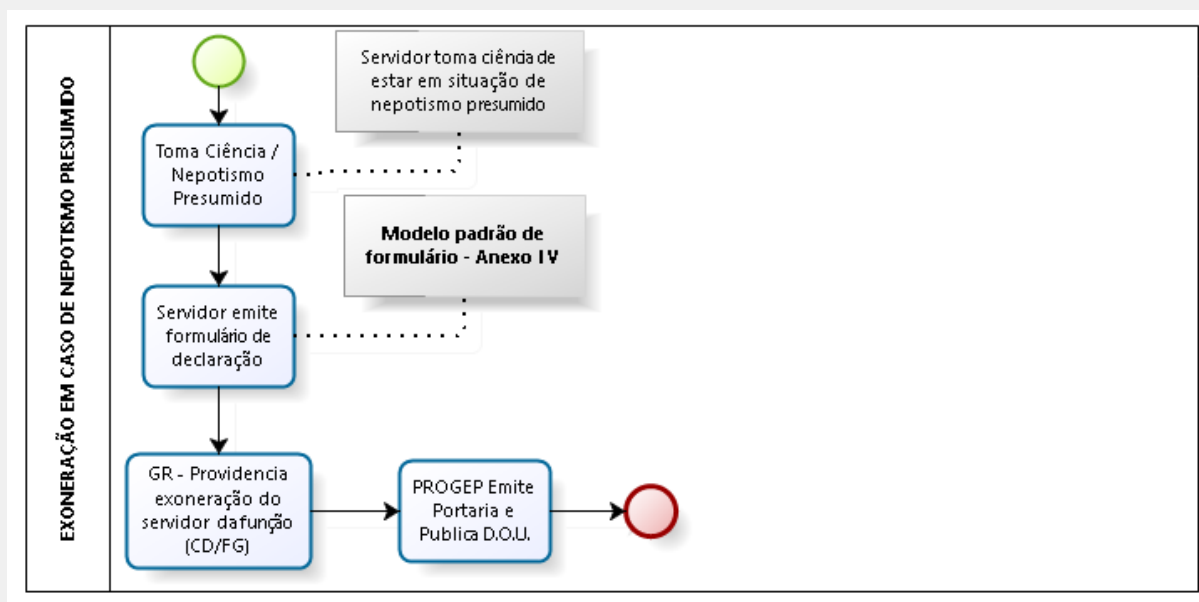 EXONERAÇÃO EM CASO DE NEPOTISMO PRESUMIDO
Servidor toma ciência de
estar em situação de
nepotismo presumido
Toma Ciência /
Nepotismo
Presumido
Modelo padrão de
formulário - Anexo IV
Servidor emite
formulário de
declaração
GR - Providencia
exoneração do
servidor dafunção
(CD/FG)
PROGEP Emite
Portaria e
Publica D.O.U.